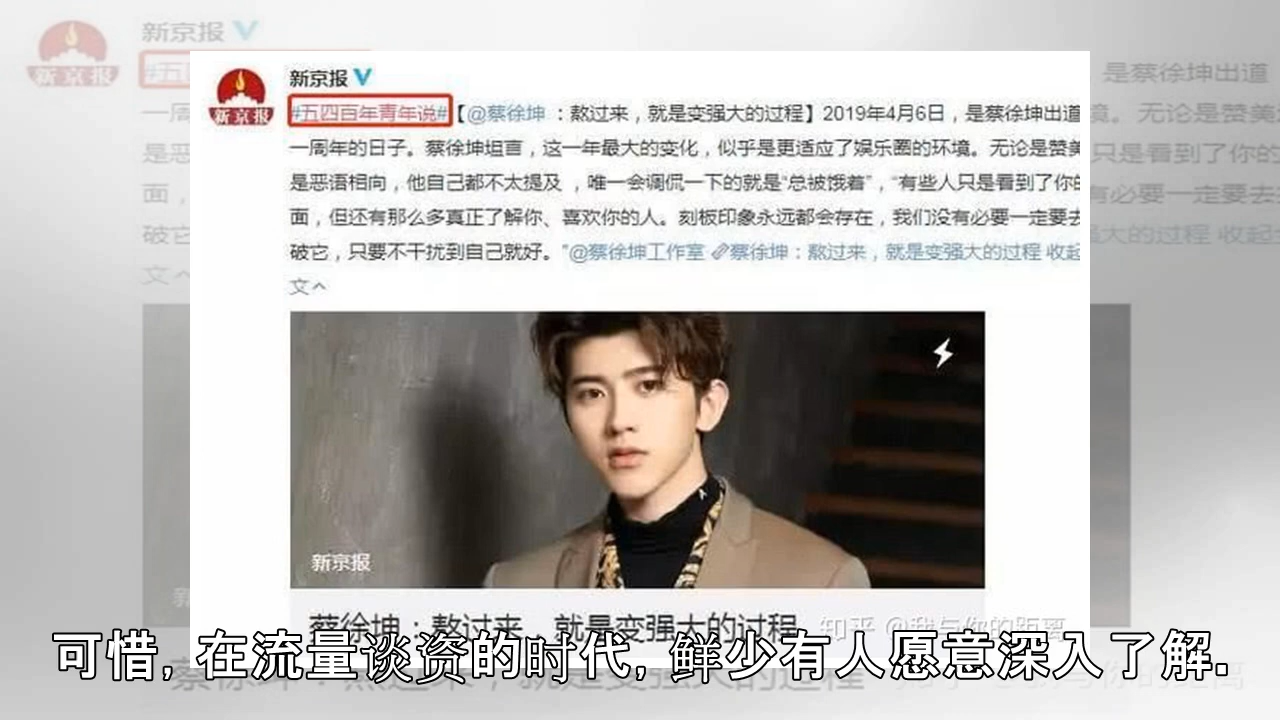 新京报
新京报
#五四百年青年说#【@蔡徐坤 ：熬过来，就是变强大的过程】2019年4月6日，是蔡徐坤出道
一周年的日子。蔡徐坤坦言，这一年最大的变化，似乎是更适应了娱乐圈的环境。无论是赞美
是恶语相向，他自己都不太提及 ，唯一会调侃一下的就是“总被饿着”，“有些人只是看到了你的
面，但还有那么多真正了解你、喜欢你的人。刻板印象永远都会存在，我们没有必要一定要去
破它，只要不干扰到自己就好。”@蔡徐坤工作室 蔡徐坤：熬过来，就是变强大的过程 收起
文
新京报
蔡徐坤：熬过来，就是变强大的过程
知乎 @我与你的距离
可惜, 在流量谈资的时代, 鲜少有人愿意深入了解.